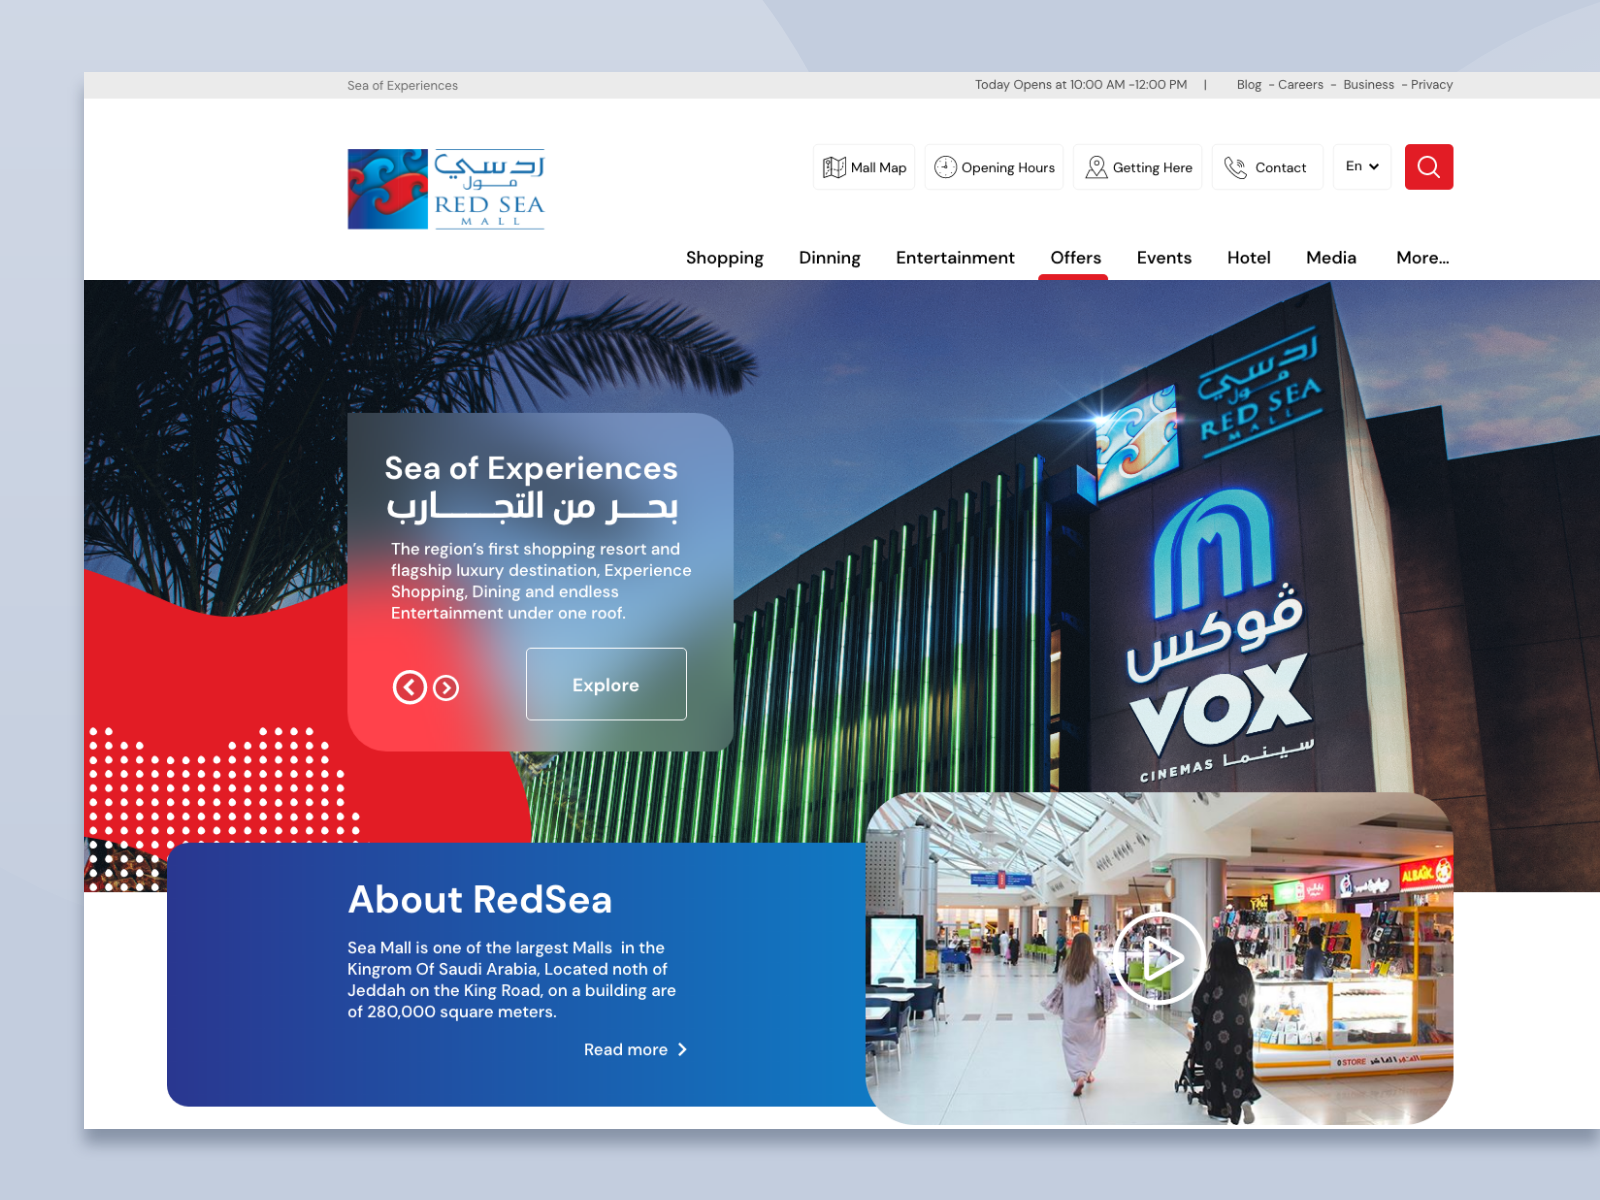 Sea of Experiences
Today Opens at 10:00 AM -12:00 PM | Blog - Careers - Business - Privacy
ردسي
مول
RED SEA
MALL
Mall Map
Opening Hours
Getting Here
Contact
En
Shopping
Dinning
Entertainment
Offers
Events
Hotel
Media
More...
ردسي
مول
RED SEA
MALL
Sea of Experiences
بحـــر من التجــــــارب
The region's first shopping resort and
flagship luxury destination, Experience
Shopping, Dining and endless
Entertainment under one roof.
Explore
ڤوكس
VOX
CINEMAS سينما
About RedSea
Sea Mall is one of the largest Malls  in the
Kingrom Of Saudi Arabia, Located noth of
Jeddah on the King Road, on a building are
of 280,000 square meters.
Read more
ALBAIK
STORE